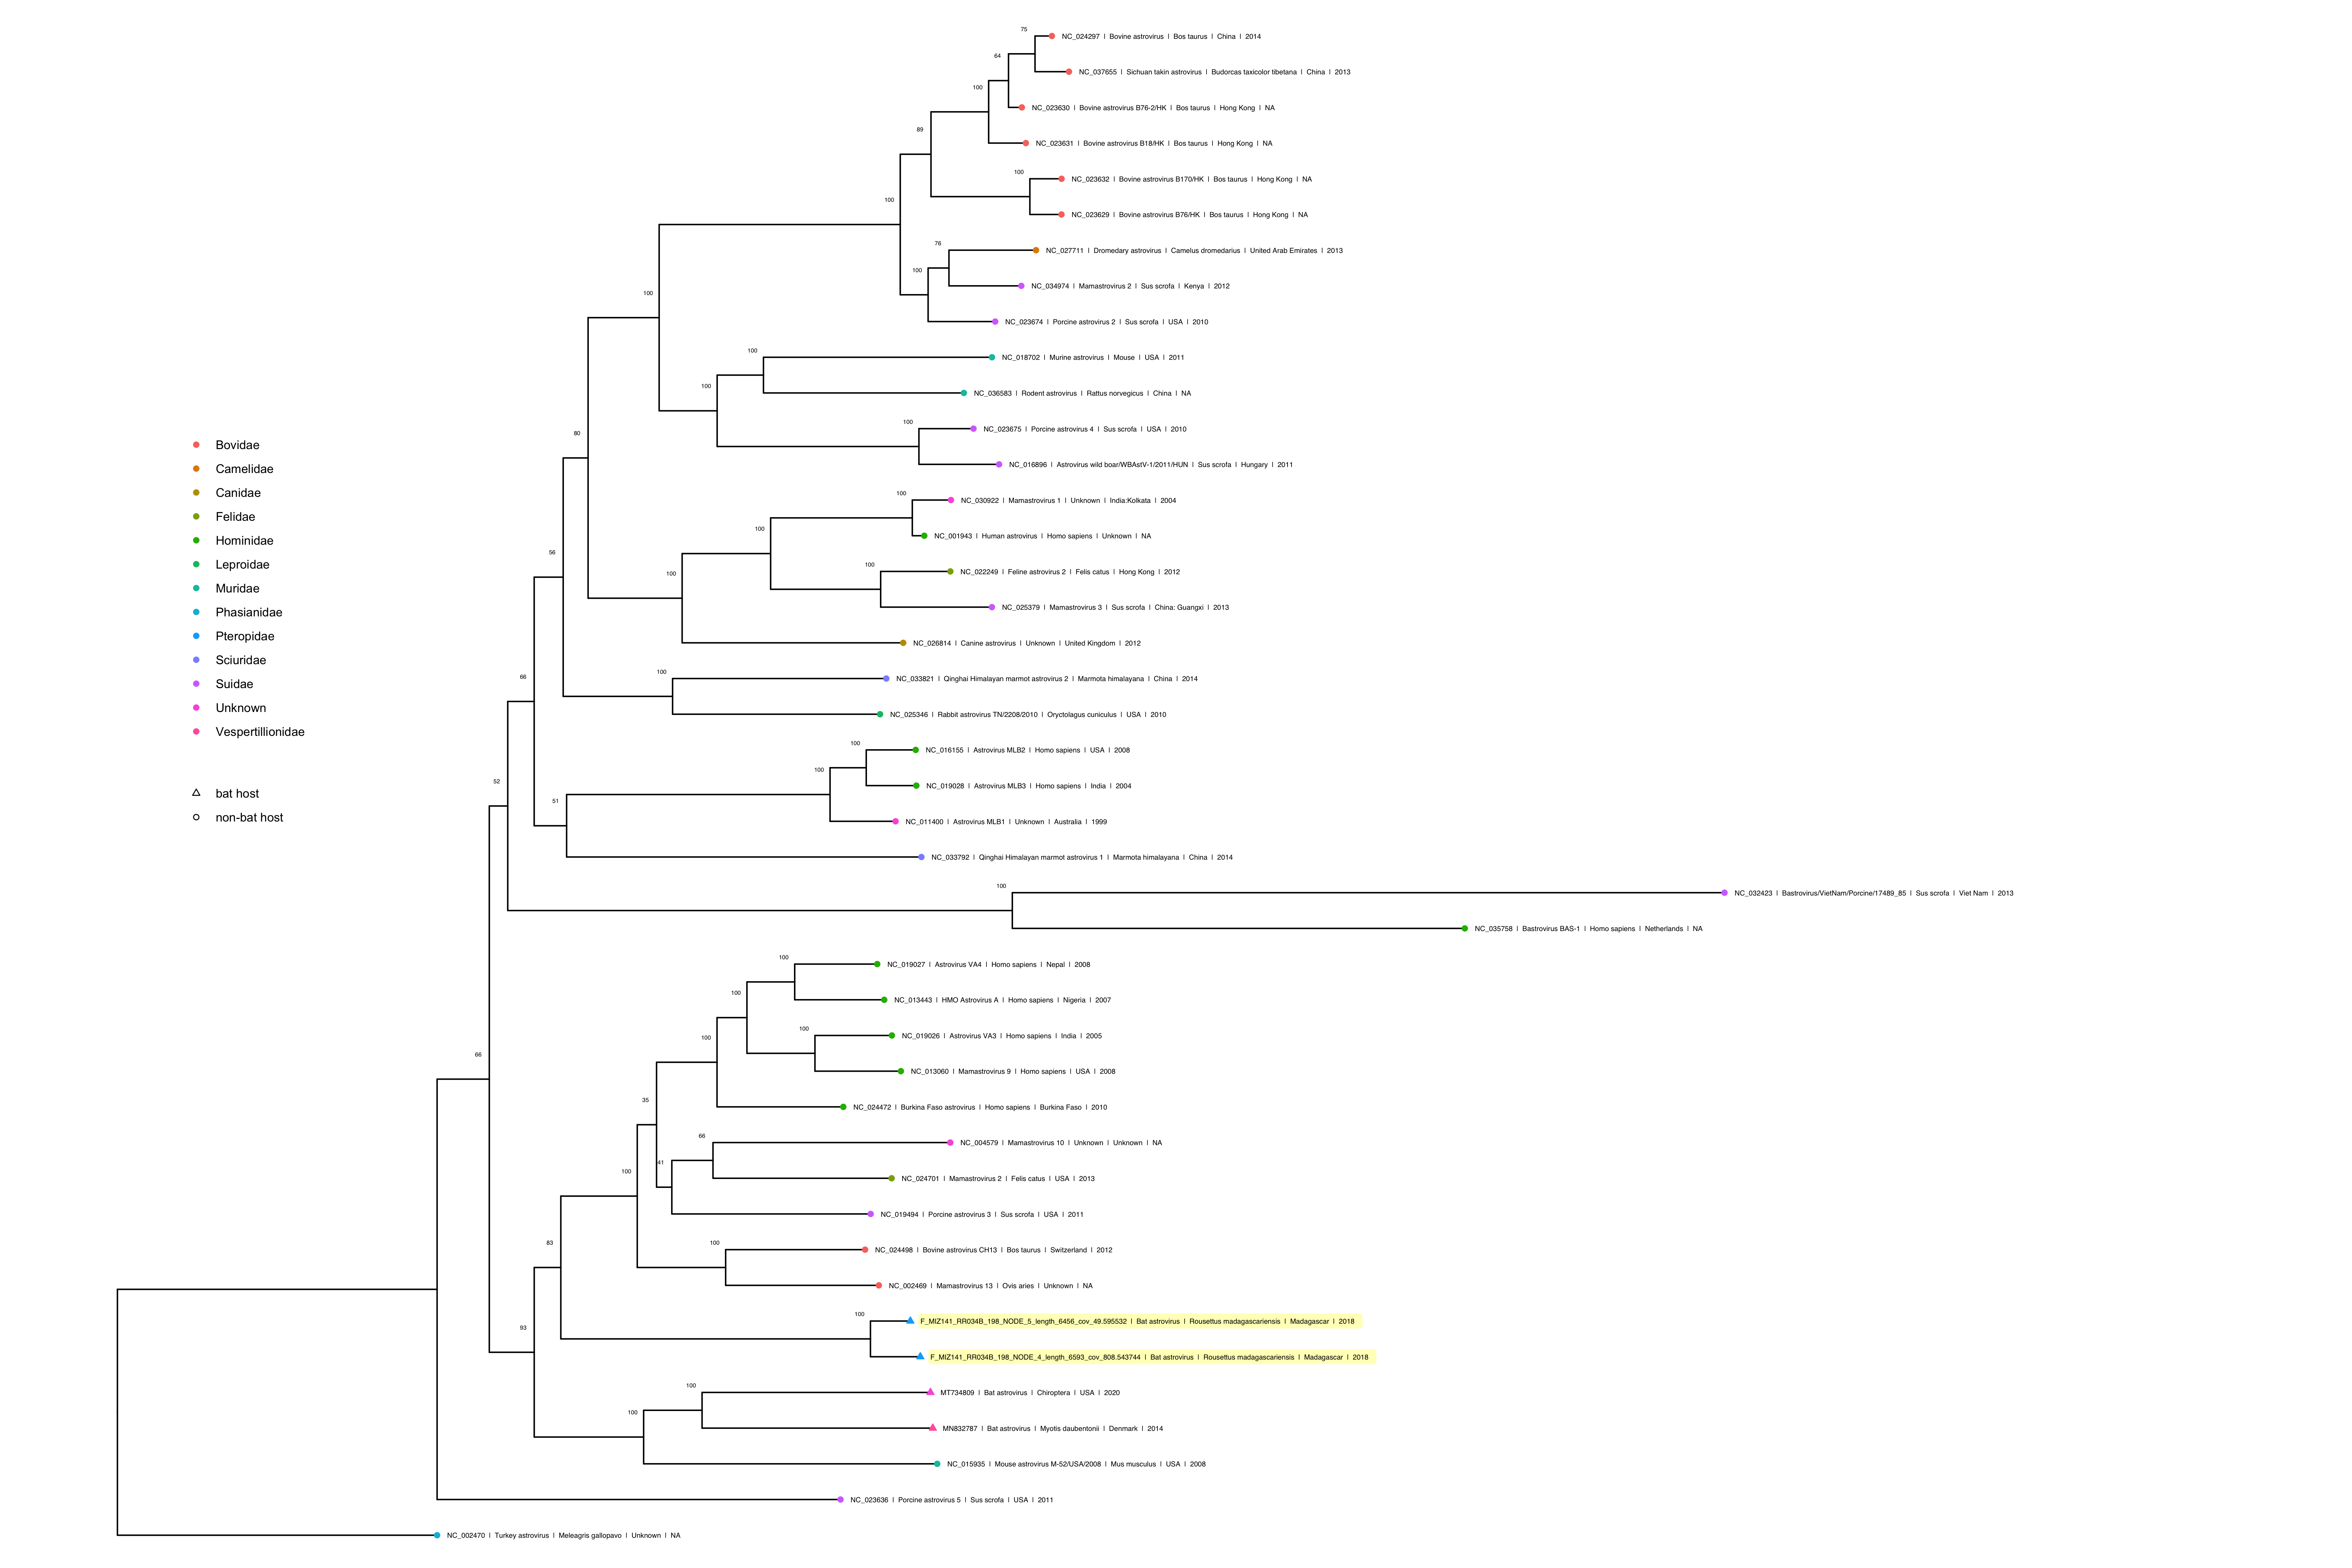 75
NC_024297 | Bovine astrovirus | Bos taurus | China | 2014
64
NC_037655 | Sichuan takin astrovirus | Budorcas taxicolor tibetana | China | 2013
100
NC_023630 | Bovine astrovirus B76-2/HK | Bos taurus | Hong Kong | NA
89
NC_023631 | Bovine astrovirus B18/HK | Bos taurus | Hong Kong | NA
100
NC_023632 | Bovine astrovirus B170/HK | Bos taurus | Hong Kong | NA
100
NC_023629 | Bovine astrovirus B76/HK | Bos taurus | Hong Kong | NA
76
NC_027711 | Dromedary astrovirus | Camelus dromedarius | United Arab Emirates | 2013
100
NC_034974 | Mamastrovirus 2 | Sus scrofa | Kenya | 2012
100
NC_023674 | Porcine astrovirus 2 | Sus scrofa | USA | 2010
100
NC_018702 | Murine astrovirus | Mouse | USA | 2011
100
NC_036583 | Rodent astrovirus | Rattus norvegicus | China | NA
100
NC_023675 | Porcine astrovirus 4 | Sus scrofa | USA | 2010
80
NC_016896 | Astrovirus wild boar/WBAstV-1/2011/HUN | Sus scrofa | Hungary | 2011
100
NC_030922 | Mamastrovirus 1 | Unknown | India:Kolkata | 2004
100
NC_001943 | Human astrovirus | Homo sapiens | Unknown | NA
56
100
100
NC_022249 | Feline astrovirus 2 | Felis catus | Hong Kong | 2012
NC_025379 | Mamastrovirus 3 | Sus scrofa | China: Guangxi | 2013
NC_026814 | Canine astrovirus | Unknown | United Kingdom | 2012
66
100
NC_033821 | Qinghai Himalayan marmot astrovirus 2 | Marmota himalayana | China | 2014
NC_025346 | Rabbit astrovirus TN/2208/2010 | Oryctolagus cuniculus | USA | 2010
100
NC_016155 | Astrovirus MLB2 | Homo sapiens | USA | 2008
52
100
NC_019028 | Astrovirus MLB3 | Homo sapiens | India | 2004
51
NC_011400 | Astrovirus MLB1 | Unknown | Australia | 1999
NC_033792 | Qinghai Himalayan marmot astrovirus 1 | Marmota himalayana | China | 2014
100
NC_032423 | Bastrovirus/VietNam/Porcine/17489_85 | Sus scrofa | Viet Nam | 2013
NC_035758 | Bastrovirus BAS-1 | Homo sapiens | Netherlands | NA
100
NC_019027 | Astrovirus VA4 | Homo sapiens | Nepal | 2008
100
NC_013443 | HMO Astrovirus A | Homo sapiens | Nigeria | 2007
100
100
NC_019026 | Astrovirus VA3 | Homo sapiens | India | 2005
66
NC_013060 | Mamastrovirus 9 | Homo sapiens | USA | 2008
35
NC_024472 | Burkina Faso astrovirus | Homo sapiens | Burkina Faso | 2010
66
NC_004579 | Mamastrovirus 10 | Unknown | Unknown | NA
41
100
NC_024701 | Mamastrovirus 2 | Felis catus | USA | 2013
NC_019494 | Porcine astrovirus 3 | Sus scrofa | USA | 2011
83
100
NC_024498 | Bovine astrovirus CH13 | Bos taurus | Switzerland | 2012
NC_002469 | Mamastrovirus 13 | Ovis aries | Unknown | NA
100
F_MIZ141_RR034B_198_NODE_5_length_6456_cov_49.595532 | Bat astrovirus | Rousettus madagascariensis | Madagascar | 2018
93
F_MIZ141_RR034B_198_NODE_4_length_6593_cov_808.543744 | Bat astrovirus | Rousettus madagascariensis | Madagascar | 2018
100
MT734809 | Bat astrovirus | Chiroptera | USA | 2020
100
MN832787 | Bat astrovirus | Myotis daubentonii | Denmark | 2014
NC_015935 | Mouse astrovirus M-52/USA/2008 | Mus musculus | USA | 2008
NC_023636 | Porcine astrovirus 5 | Sus scrofa | USA | 2011
NC_002470 | Turkey astrovirus | Meleagris gallopavo | Unknown | NA
Bovidae
Camelidae
Canidae
Felidae
Hominidae
Leproidae
Muridae
Phasianidae
Pteropidae
Sciuridae
Suidae
Unknown
Vespertillionidae
bat host
non-bat host